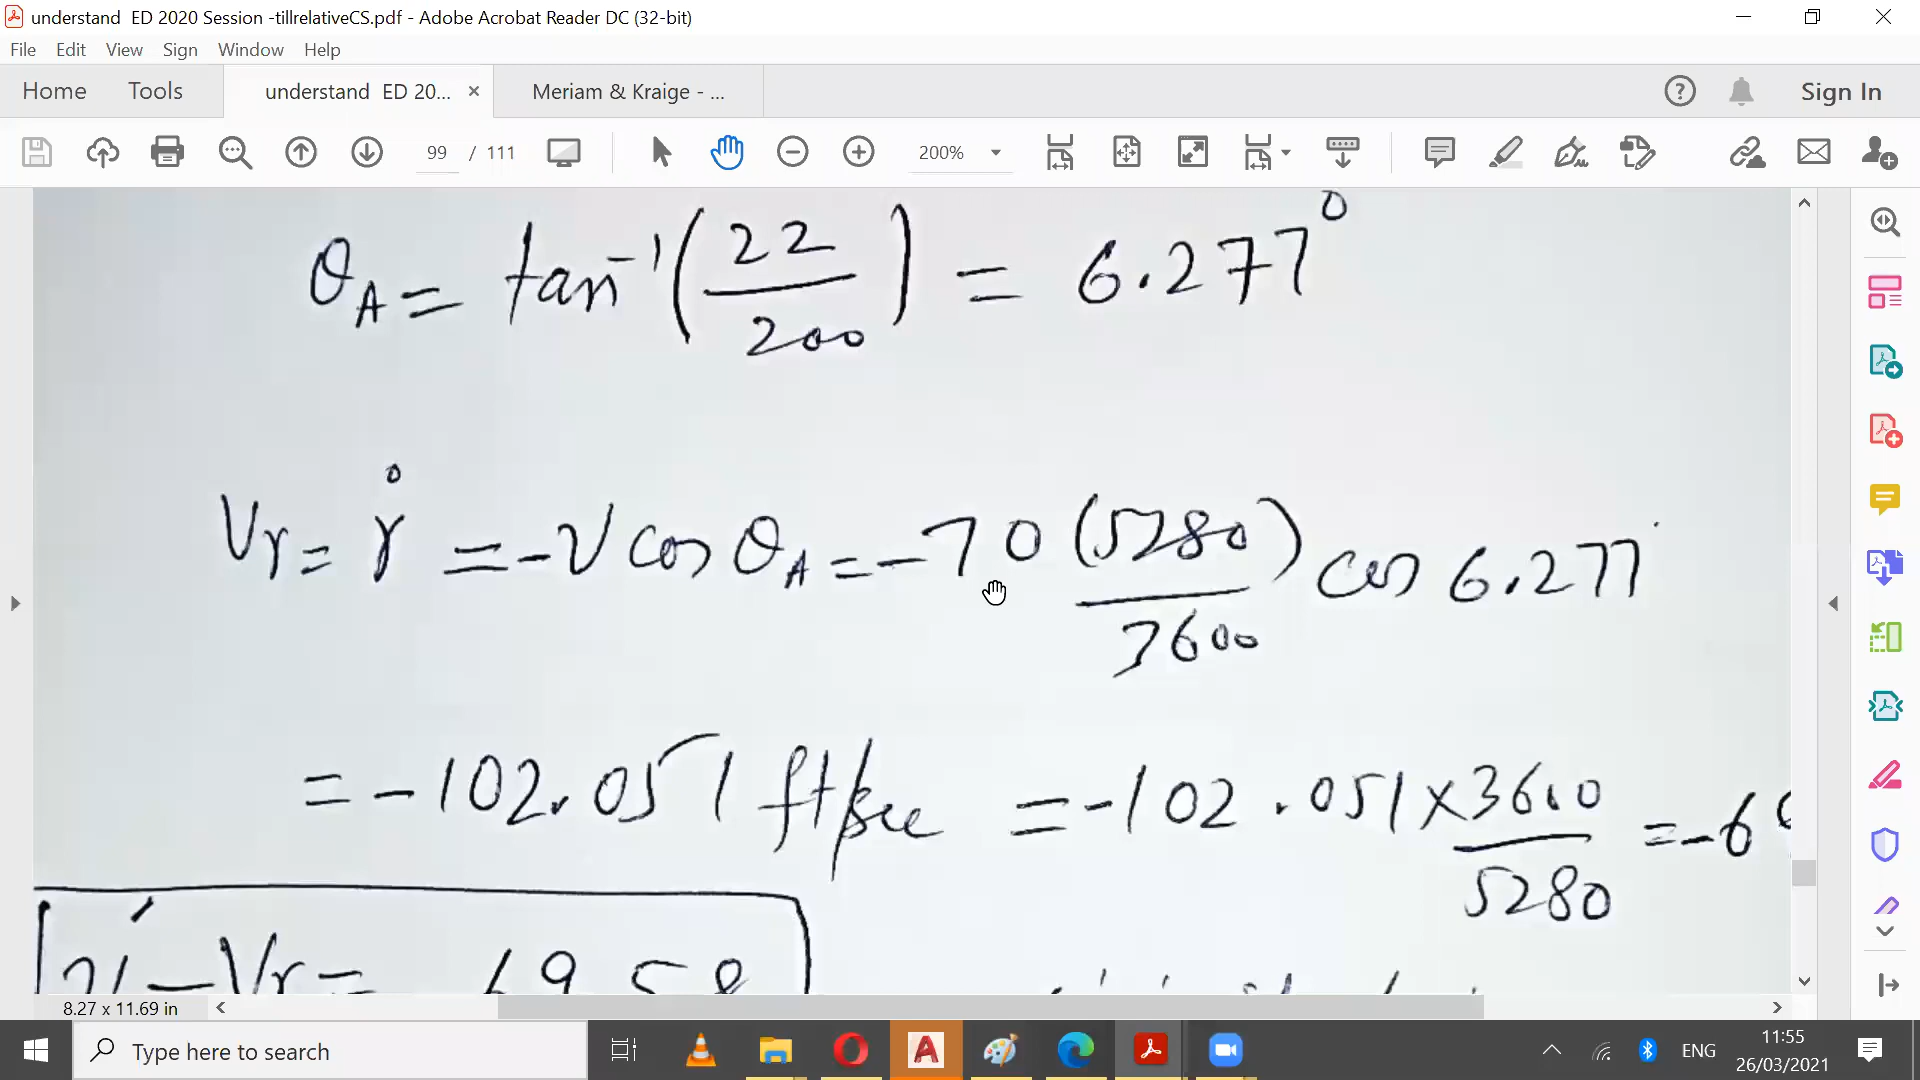 understand ED 2020 Session -tillrelativeCS.pdf - Adobe Acrobat Reader DC (32-bit)
File Edit View Sign Window Help
Home Tools understand ED 20... × Meriam & Kraige - ... Sign In
99 / 111 200%
θA = tan⁻¹(22/200) = 6.277°
Vr = ṙ = -V cos θA = -70 (5280)/3600 cos 6.277
= -102.051 ft/sec = -102.051 × 3600/5280 = -6
Vr = 69.58
8.27 x 11.69 in
Type here to search
ENG
11:55
26/03/2021